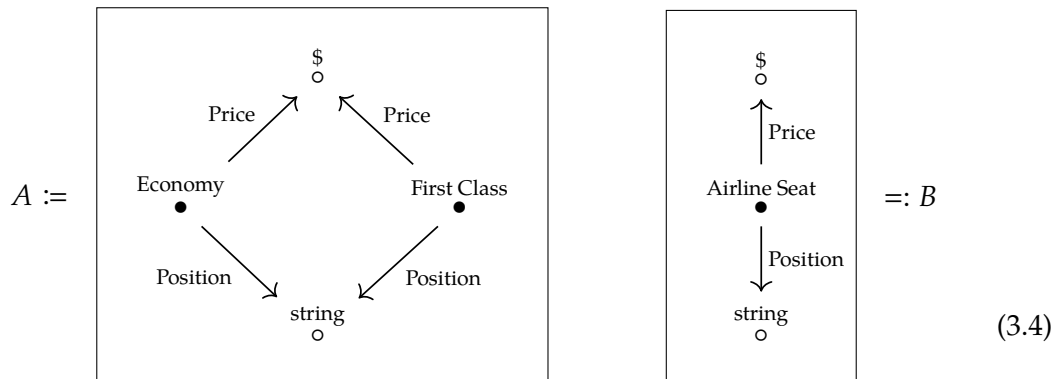 $
$
Price
Price
Price
A :=
Economy
First Class
Airline Seat
=: B
Position
Position
Position
string
string
(3.4)